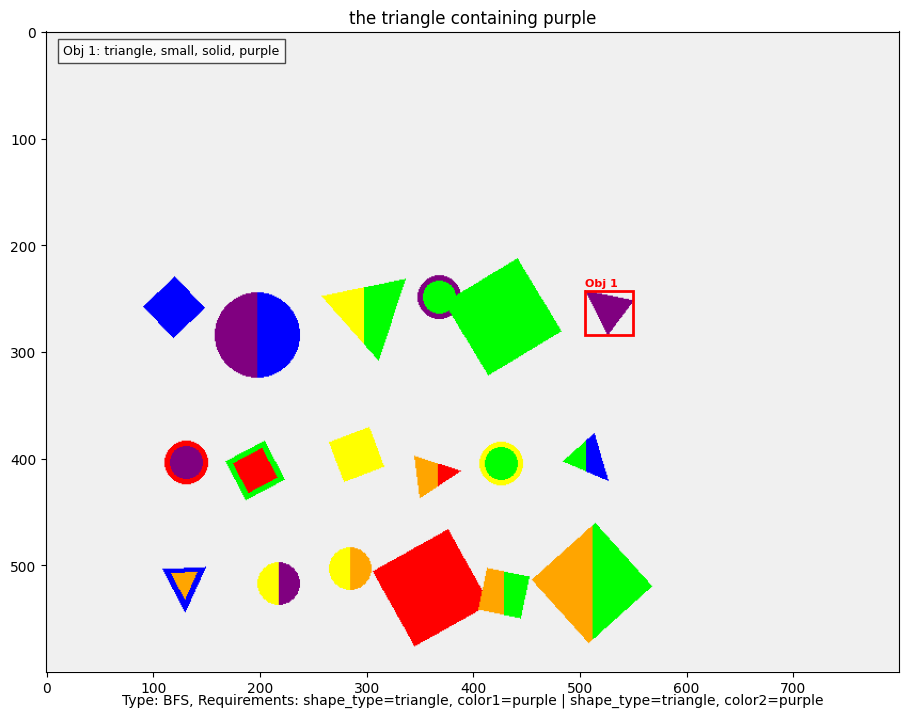 the triangle containing purple
0
Obj 1: triangle, small, solid, purple
100
200
Obj 1
300
400
500
0 100 200 300 400 500 600 700
Type: BFS, Requirements: shape_type=triangle, color1=purple | shape_type=triangle, color2=purple